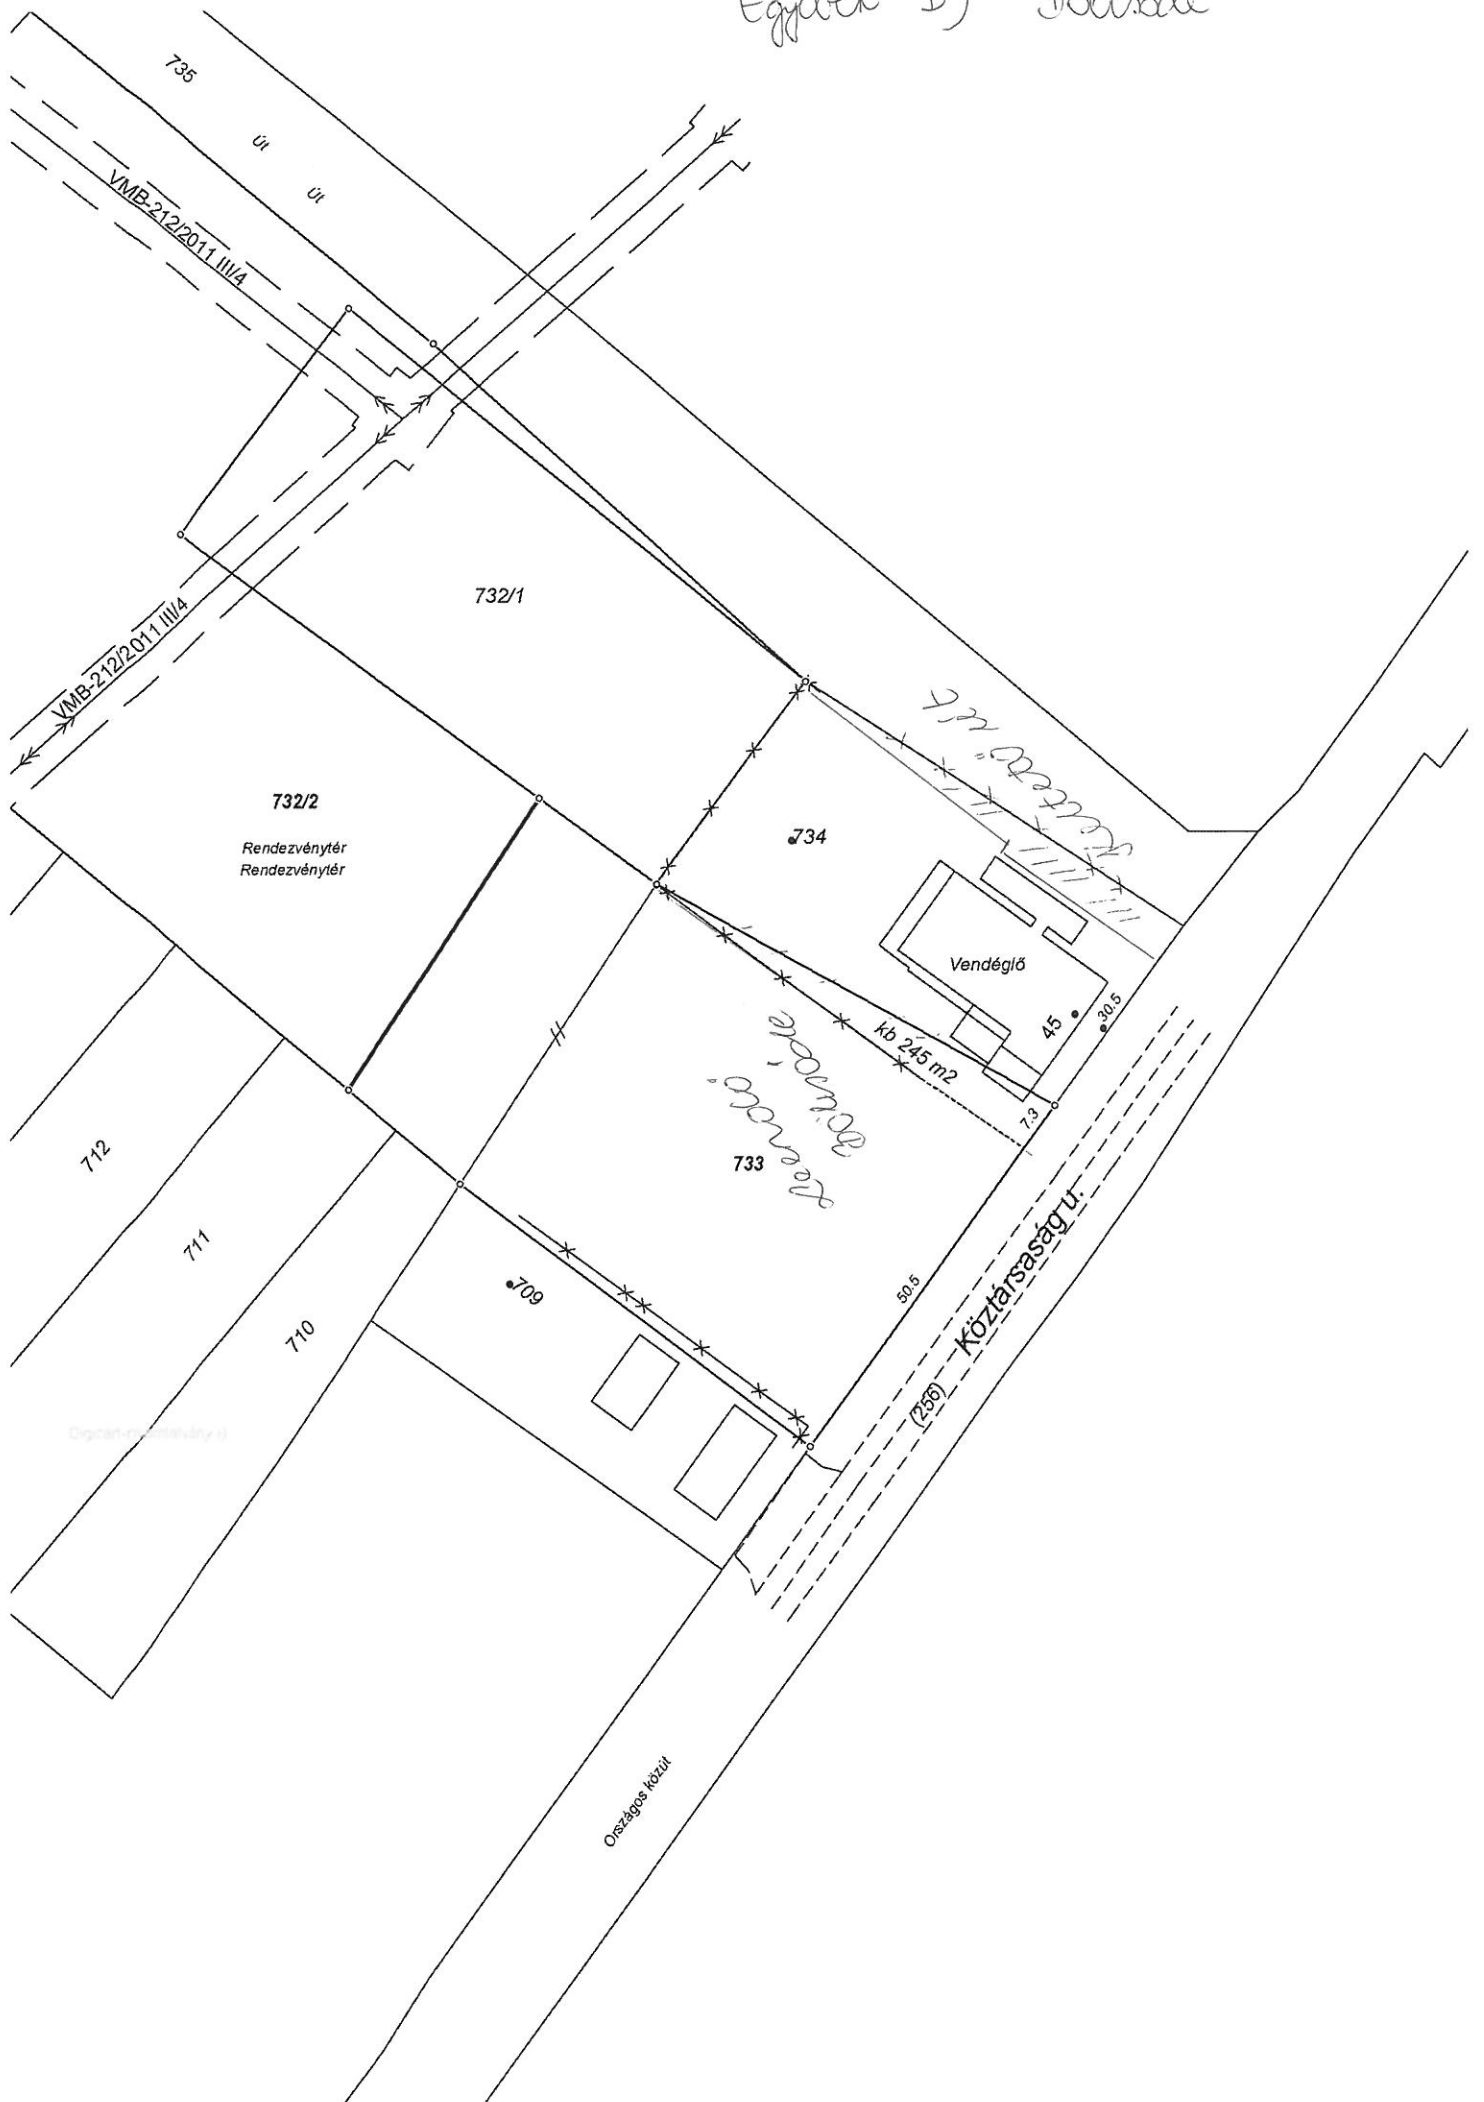 735
Út
Út
VMB-212/2011 III/4
732/1
VMB-212/2011 III/4
732/2
Rendezvénytér
Rendezvénytér
734
Vendéglő
45
30.5
kb 245 m2
7.3
Leendő
Bölcsőde
733
712
711
710
709
50.5
Köztársaság u.
(256)
Országos közút